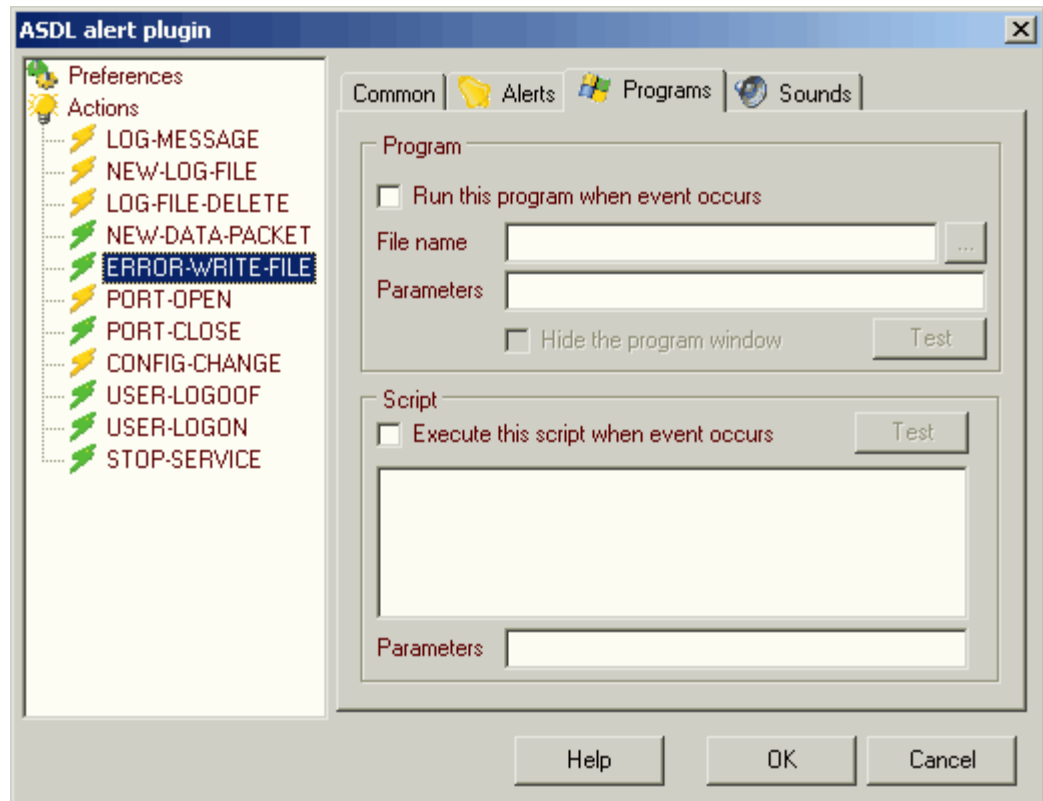 ASDL alert plugin
Preferences
Actions
LOG-MESSAGE
NEW-LOG-FILE
LOG-FILE-DELETE
NEW-DATA-PACKET
ERROR-WRITE-FILE
PORT-OPEN
PORT-CLOSE
CONFIG-CHANGE
USER-LOGOOF
USER-LOGON
STOP-SERVICE
Common Alerts Programs Sounds
Program
Run this program when event occurs
File name ...
Parameters
Hide the program window Test
Script
Execute this script when event occurs Test
Parameters
Help OK Cancel